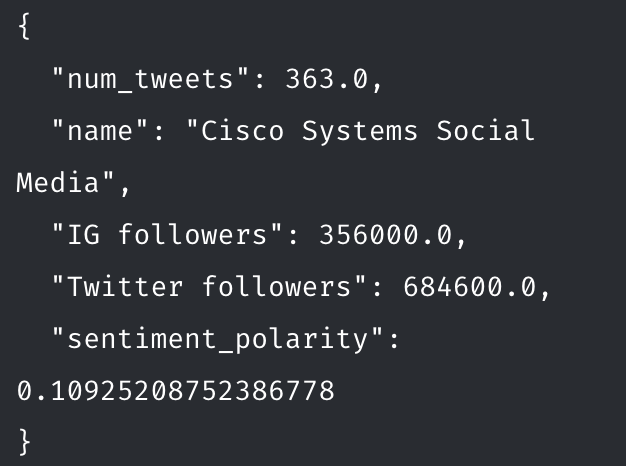 {
  "num_tweets": 363.0,
  "name": "Cisco Systems Social
Media",
  "IG followers": 356000.0,
  "Twitter followers": 684600.0,
  "sentiment_polarity":
0.10925208752386778
}